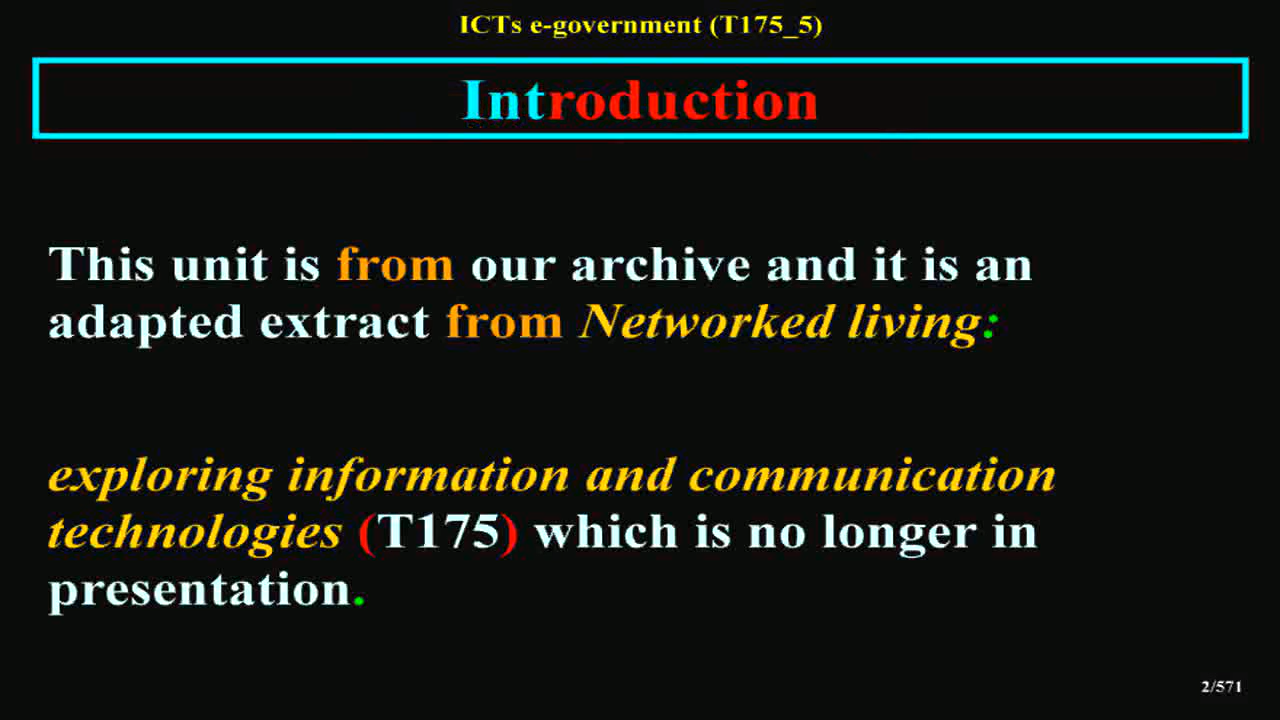 ICTs e-government (T175_5)
Introduction
This unit is from our archive and it is an
adapted extract from Networked living:
exploring information and communication
technologies (T175) which is no longer in
presentation.
2/571